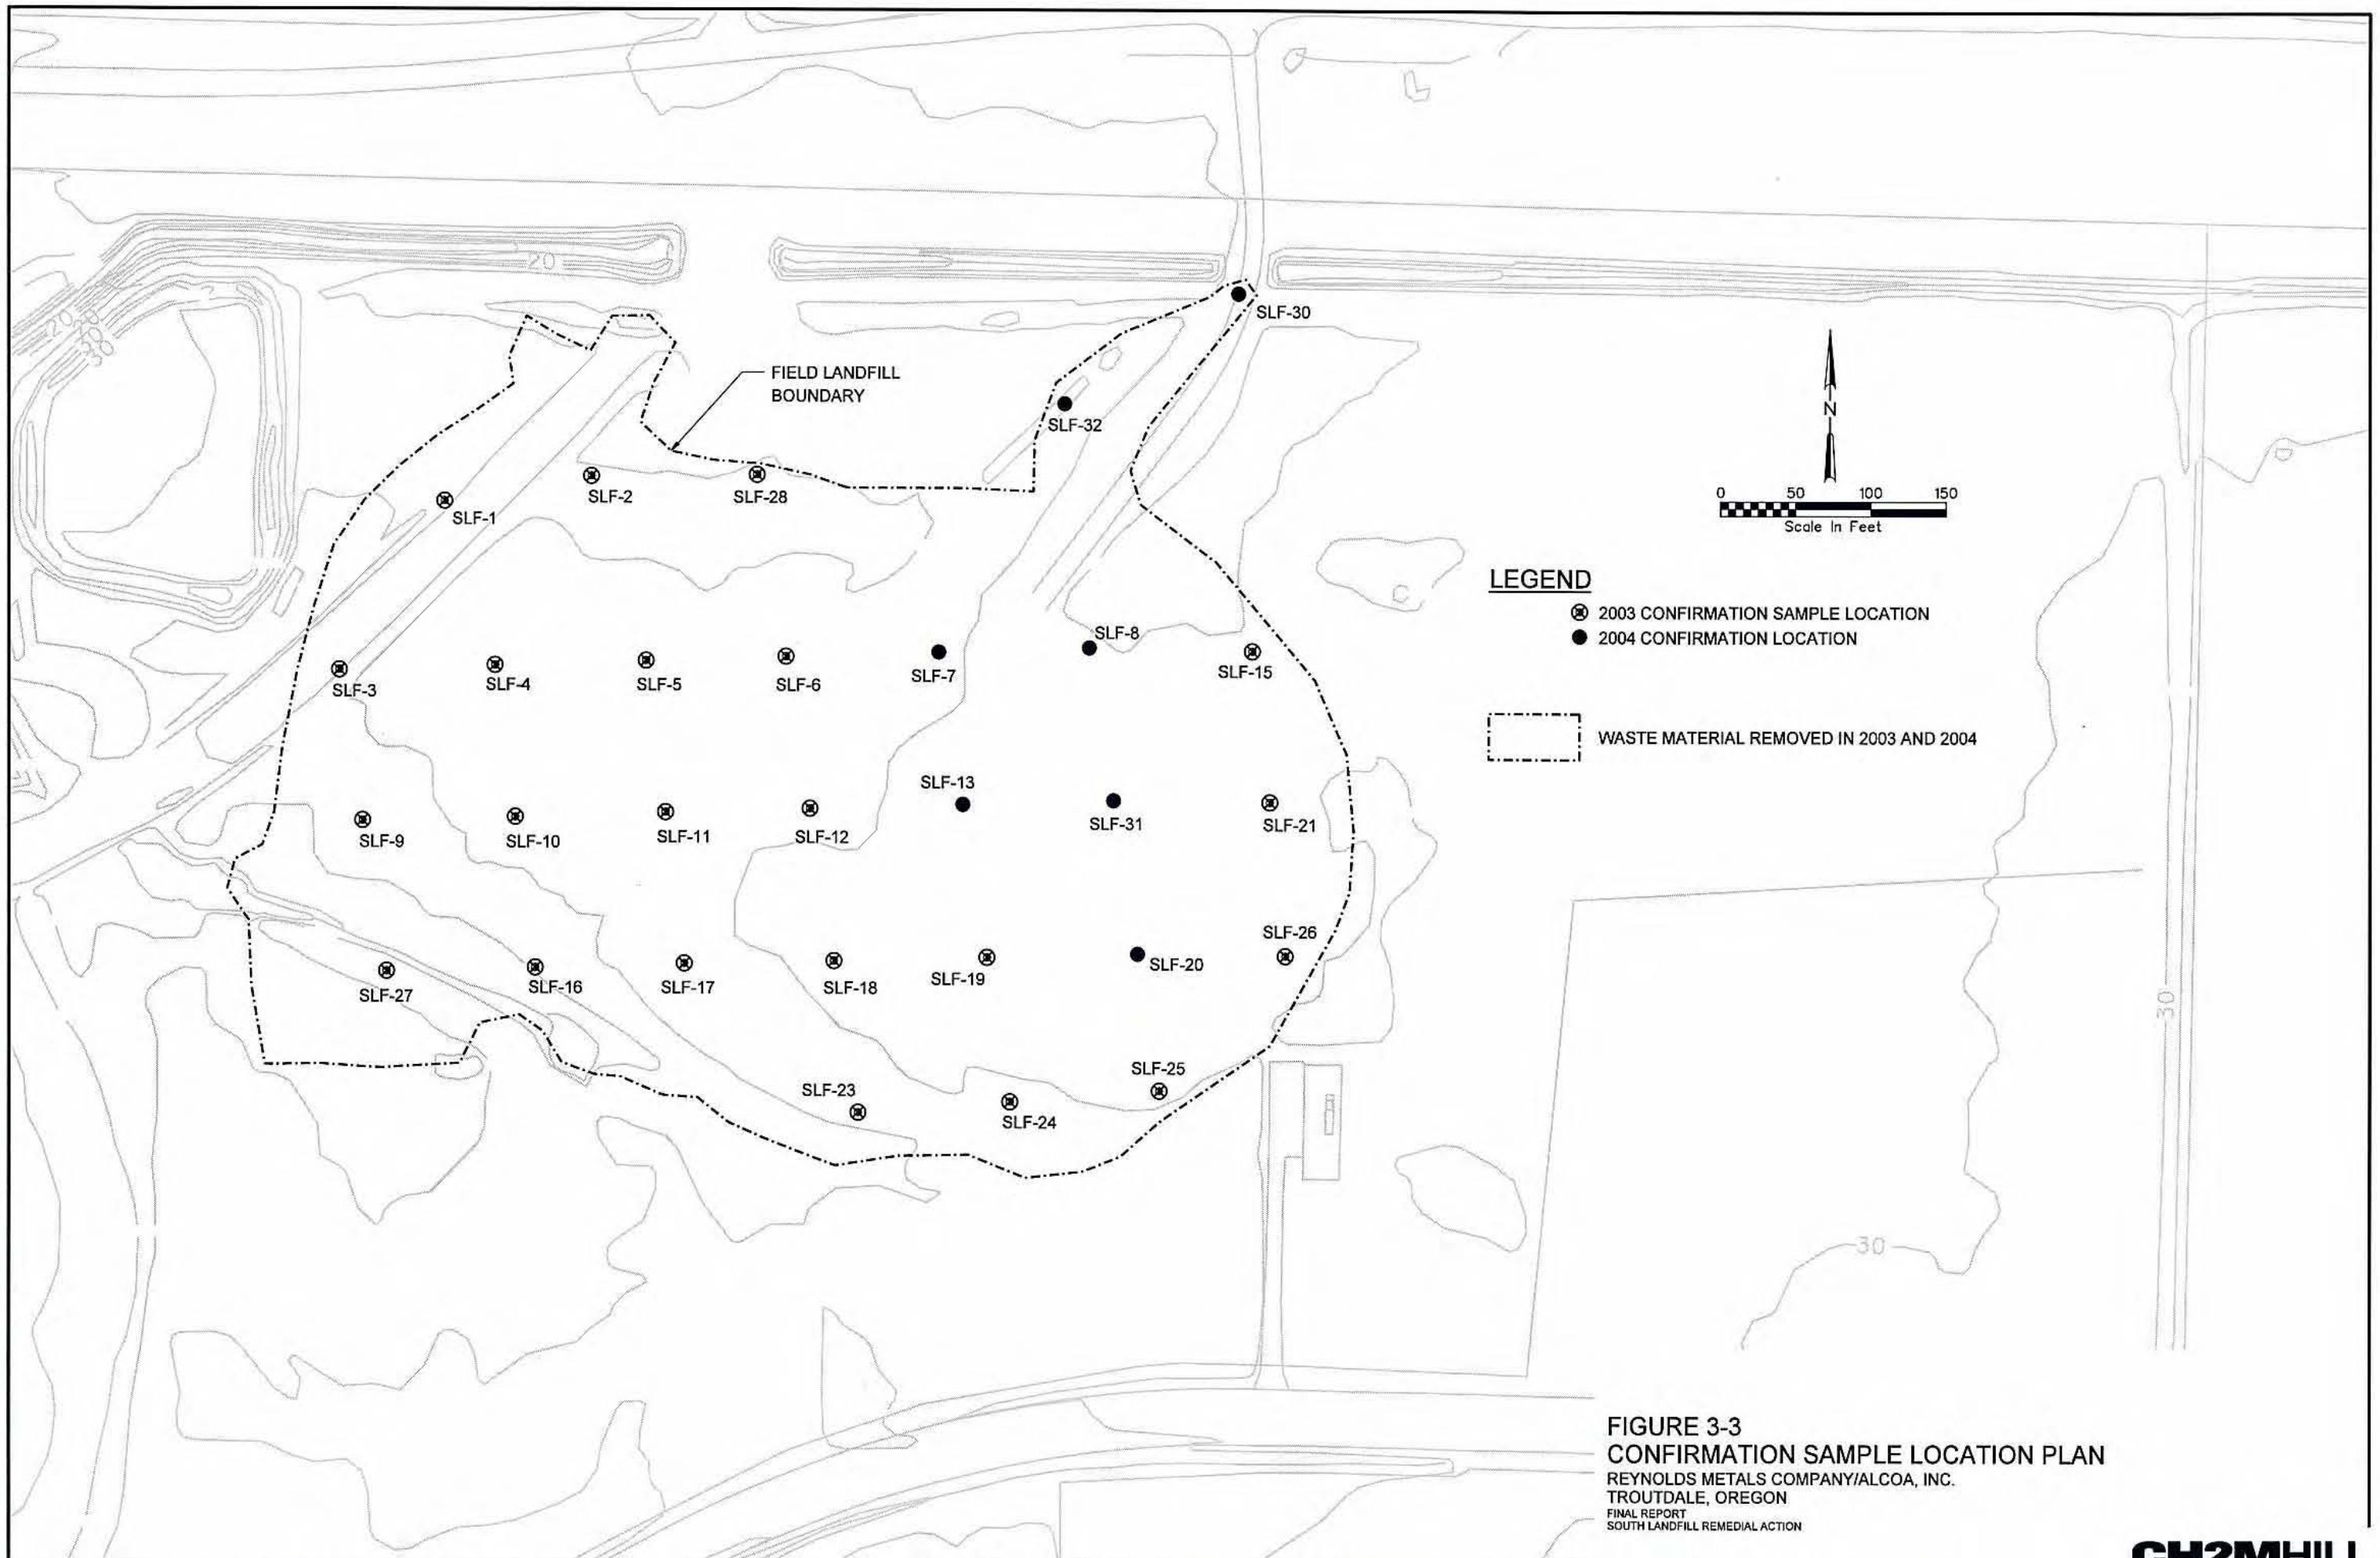 20
20
SLF-30
FIELD LANDFILL
BOUNDARY
N
SLF-32
SLF-2
SLF-28
SLF-1
0 50 100 150
Scale In Feet
LEGEND
2003 CONFIRMATION SAMPLE LOCATION
2004 CONFIRMATION LOCATION
WASTE MATERIAL REMOVED IN 2003 AND 2004
SLF-8
SLF-3
SLF-4
SLF-5
SLF-6
SLF-7
SLF-15
SLF-13
SLF-9
SLF-10
SLF-11
SLF-12
SLF-31
SLF-21
SLF-26
SLF-27
SLF-16
SLF-17
SLF-18
SLF-19
SLF-20
30
SLF-25
SLF-23
SLF-24
30
FIGURE 3-3
CONFIRMATION SAMPLE LOCATION PLAN
REYNOLDS METALS COMPANY/ALCOA, INC.
TROUTDALE, OREGON
FINAL REPORT
SOUTH LANDFILL REMEDIAL ACTION
CH2MHILL